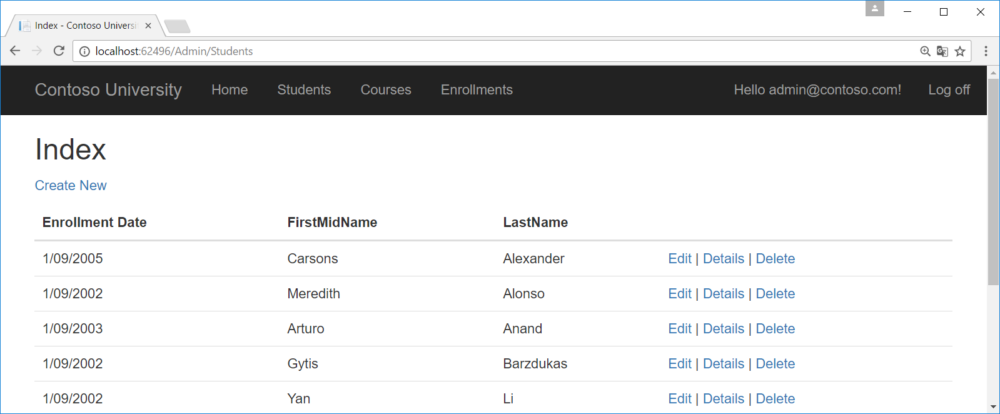 Index - Contoso Universi
localhost:62496/Admin/Students
Contoso University Home Students Courses Enrollments Hello admin@contoso.com! Log off
Index
Create New
Enrollment Date FirstMidName LastName
1/09/2005 Carsons Alexander Edit | Details | Delete
1/09/2002 Meredith Alonso Edit | Details | Delete
1/09/2003 Arturo Anand Edit | Details | Delete
1/09/2002 Gytis Barzdukas Edit | Details | Delete
1/09/2002 Yan Li Edit | Details | Delete